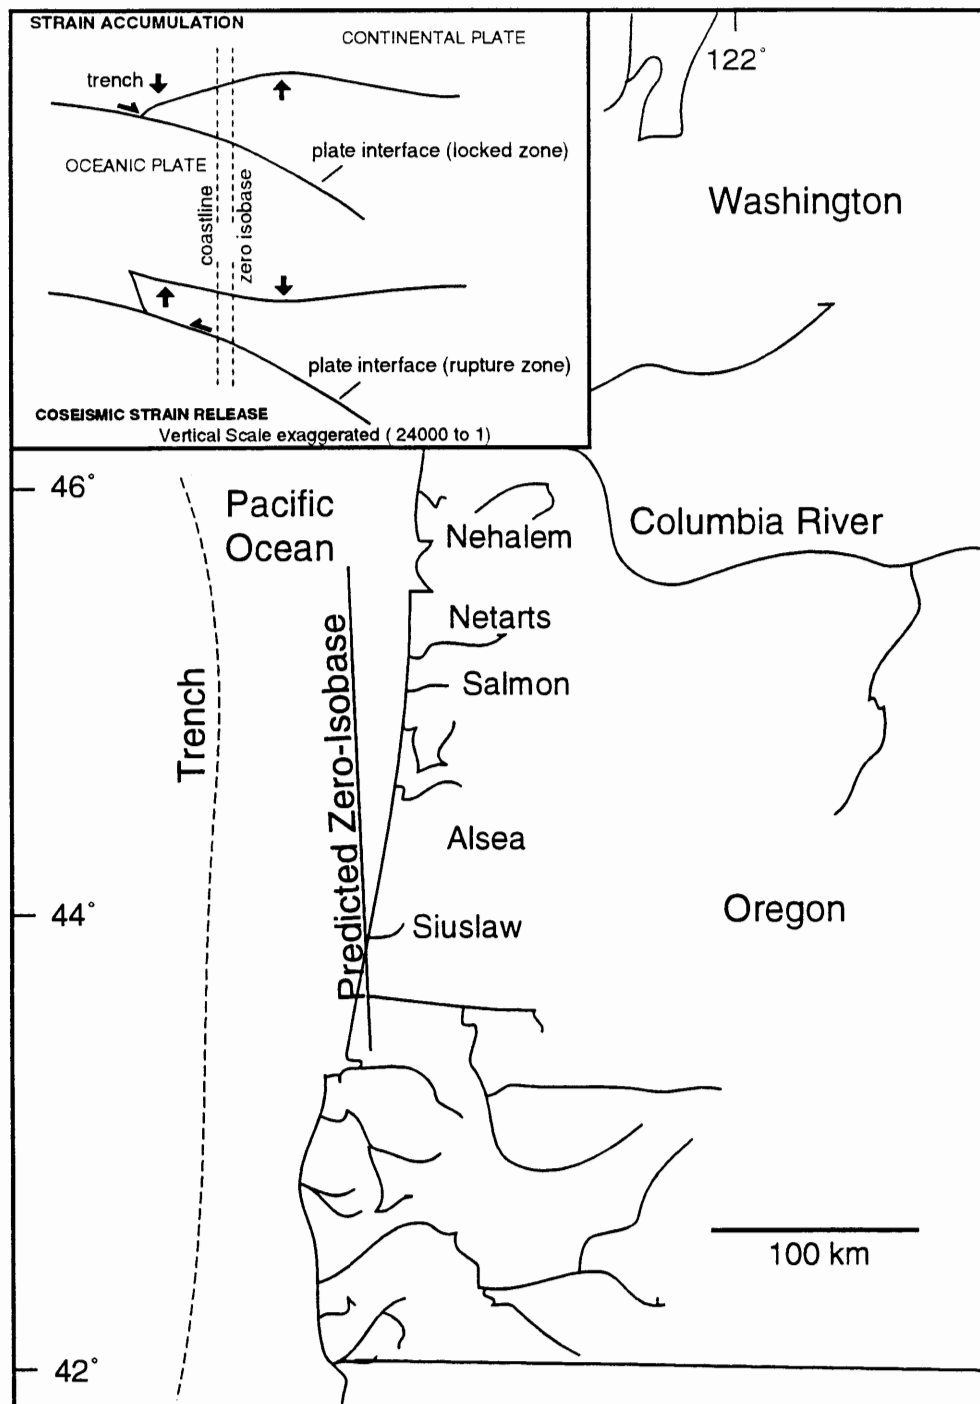 STRAIN ACCUMULATION
CONTINENTAL PLATE
trench
OCEANIC PLATE
plate interface (locked zone)
coastline
zero isobase
plate interface (rupture zone)
COSEISMIC STRAIN RELEASE
Vertical Scale exaggerated ( 24000 to 1)
122°
Washington
46°
Pacific
Ocean
Nehalem
Columbia River
Netarts
Salmon
Trench
Predicted Zero-Isobase
Alsea
44°
Siuslaw
Oregon
100 km
42°